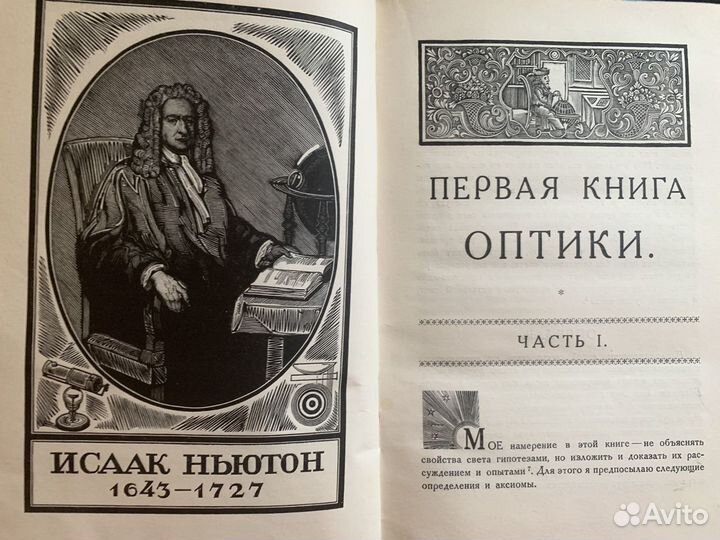 ИСААК НЬЮТОН
1643—1727
ПЕРВАЯ КНИГА
ОПТИКИ.
*
ЧАСТЬ I.
МОЕ намерение в этой книге—не объяснять
свойства света гипотезами, но изложить и доказать их рас-
суждением и опытами⁷. Для этого я предпосылаю следующие
определения и аксиомы.
Avito